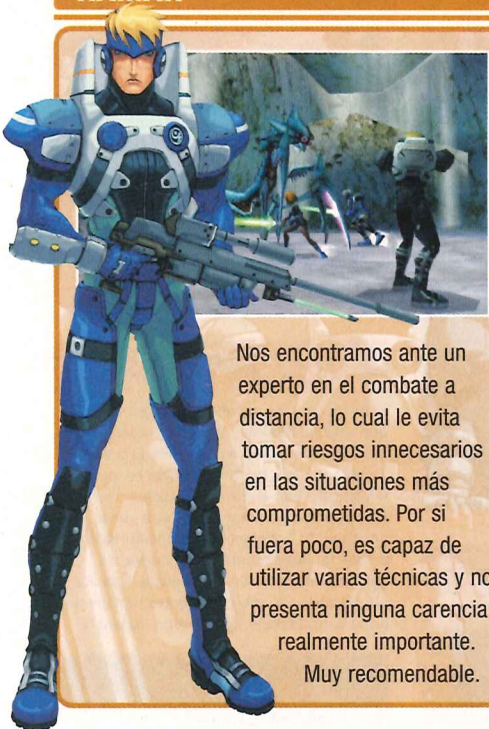 Nos encontramos ante un
experto en el combate a
distancia, lo cual le evita
tomar riesgos innecesarios
en las situaciones más
comprometidas. Por si
fuera poco, es capaz de
utilizar varias técnicas y no
presenta ninguna carencia
realmente importante.
Muy recomendable.